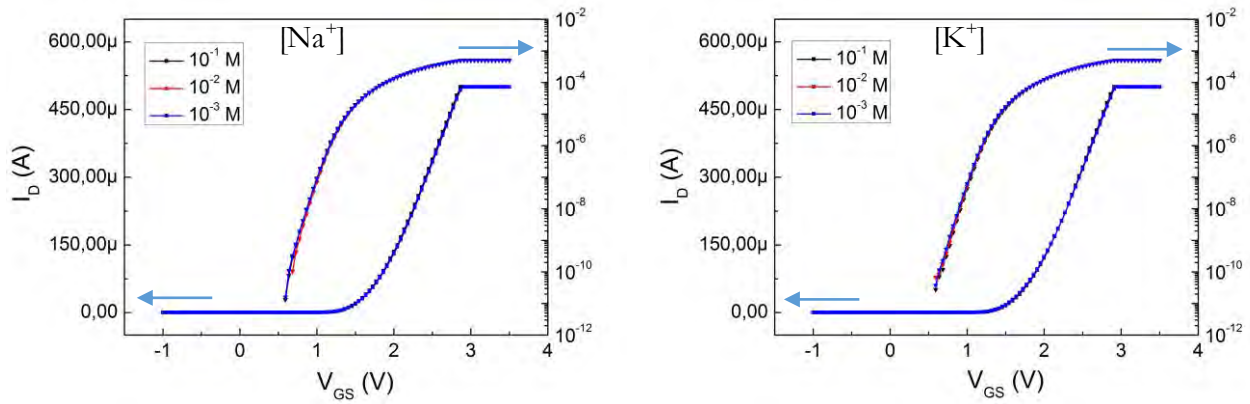 [Na⁺]
600,00µ
450,00µ
300,00µ
150,00µ
0,00
I_D (A)
10⁻¹ M
10⁻² M
10⁻³ M
10⁻²
10⁻⁴
10⁻⁶
10⁻⁸
10⁻¹⁰
10⁻¹²
-1 0 1 2 3 4
V_GS (V)
[K⁺]
600,00µ
450,00µ
300,00µ
150,00µ
0,00
I_D (A)
10⁻¹ M
10⁻² M
10⁻³ M
10⁻²
10⁻⁴
10⁻⁶
10⁻⁸
10⁻¹⁰
10⁻¹²
-1 0 1 2 3 4
V_GS (V)